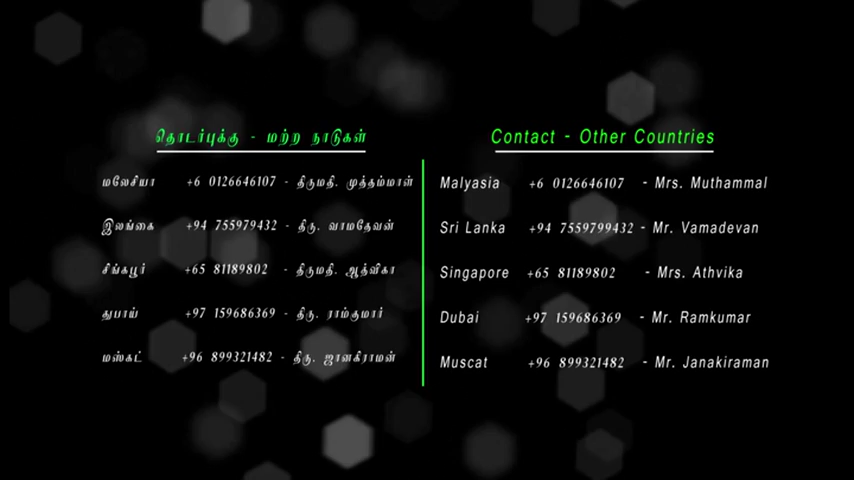 தொடர்புக்கு - மற்ற நாடுகள்
மலேசியா +6 0126646107 - திருமதி. முத்தம்மாள்
இலங்கை +94 755979432 - திரு. வாமதேவன்
சிங்கபூர் +65 81189802 - திருமதி. ஆத்விகா
துபாய் +97 159686369 - திரு. ராம்குமார்
மஸ்கட் +96 899321482 - திரு. ஜானகிராமன்
Contact - Other Countries
Malyasia +6 0126646107 - Mrs. Muthammal
Sri Lanka +94 7559799432 - Mr. Vamadevan
Singapore +65 81189802 - Mrs. Athvika
Dubai +97 159686369 - Mr. Ramkumar
Muscat +96 899321482 - Mr. Janakiraman